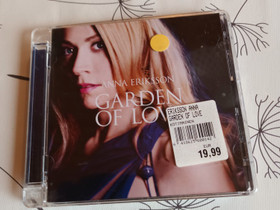 ANNA ERIKSSON
GARDEN
OF LOVE
ERIKSSON ANNA
GARDEN OF LOVE
EUR
19,99